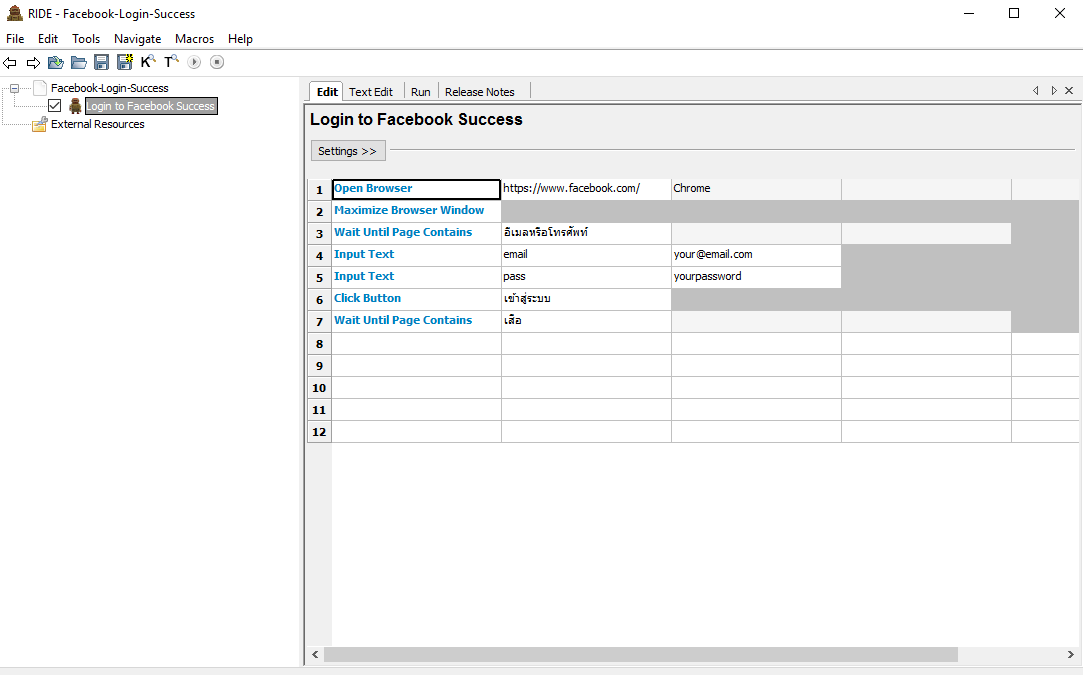 RIDE - Facebook-Login-Success
File Edit Tools Navigate Macros Help
Facebook-Login-Success
Login to Facebook Success
External Resources
Edit Text Edit Run Release Notes
Login to Facebook Success
Settings >>
1 Open Browser https://www.facebook.com/ Chrome
2 Maximize Browser Window
3 Wait Until Page Contains อีเมลหรือโทรศัพท์
4 Input Text email your@email.com
5 Input Text pass yourpassword
6 Click Button เข้าสู่ระบบ
7 Wait Until Page Contains เสือ
8
9
10
11
12